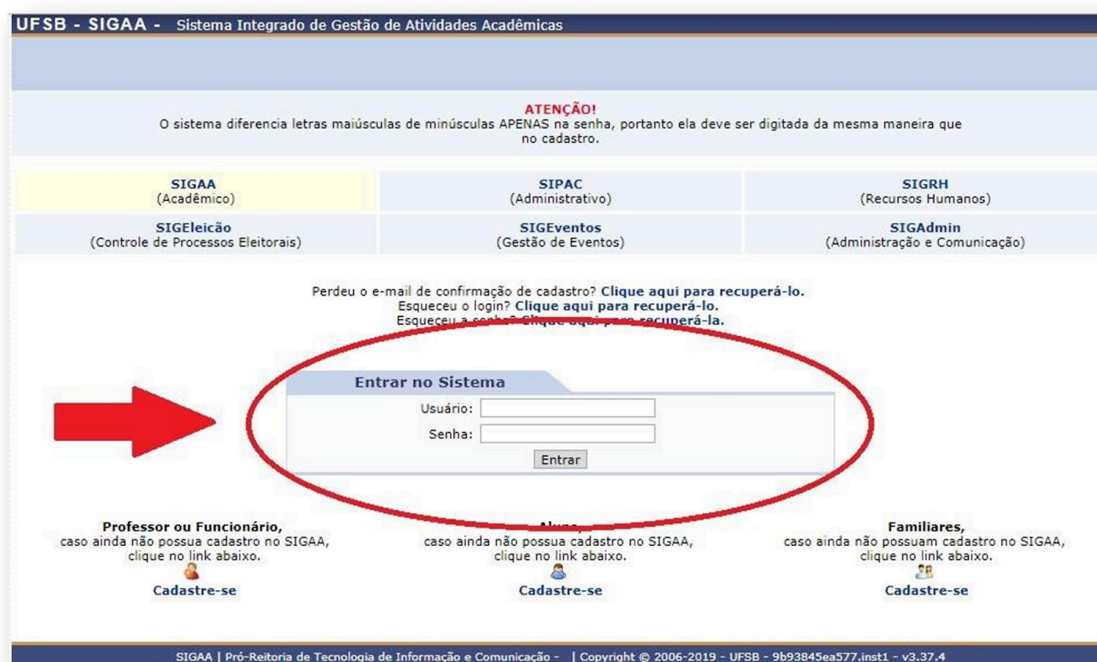 UFSB - SIGAA - Sistema Integrado de Gestão de Atividades Acadêmicas
ATENÇÃO!
O sistema diferencia letras maiúsculas de minúsculas APENAS na senha, portanto ela deve ser digitada da mesma maneira que
no cadastro.
SIGAA
(Acadêmico)
SIPAC
(Administrativo)
SIGRH
(Recursos Humanos)
SIGEleicão
(Controle de Processos Eleitorais)
SIGEventos
(Gestão de Eventos)
SIGAdmin
(Administração e Comunicação)
Perdeu o e-mail de confirmação de cadastro? Clique aqui para recuperá-lo.
Esqueceu o login? Clique aqui para recuperá-lo.
Esqueceu a senha? Clique aqui para recuperá-la.
Entrar no Sistema
Usuário:
Senha:
Entrar
Professor ou Funcionário,
caso ainda não possua cadastro no SIGAA,
clique no link abaixo.
Cadastre-se
Aluno,
caso ainda não possua cadastro no SIGAA,
clique no link abaixo.
Cadastre-se
Familiares,
caso ainda não possuam cadastro no SIGAA,
clique no link abaixo.
Cadastre-se
SIGAA | Pró-Reitoria de Tecnologia de Informação e Comunicação - | Copyright © 2006-2019 - UFSB - 9b93845ea577.inst1 - v3.37.4